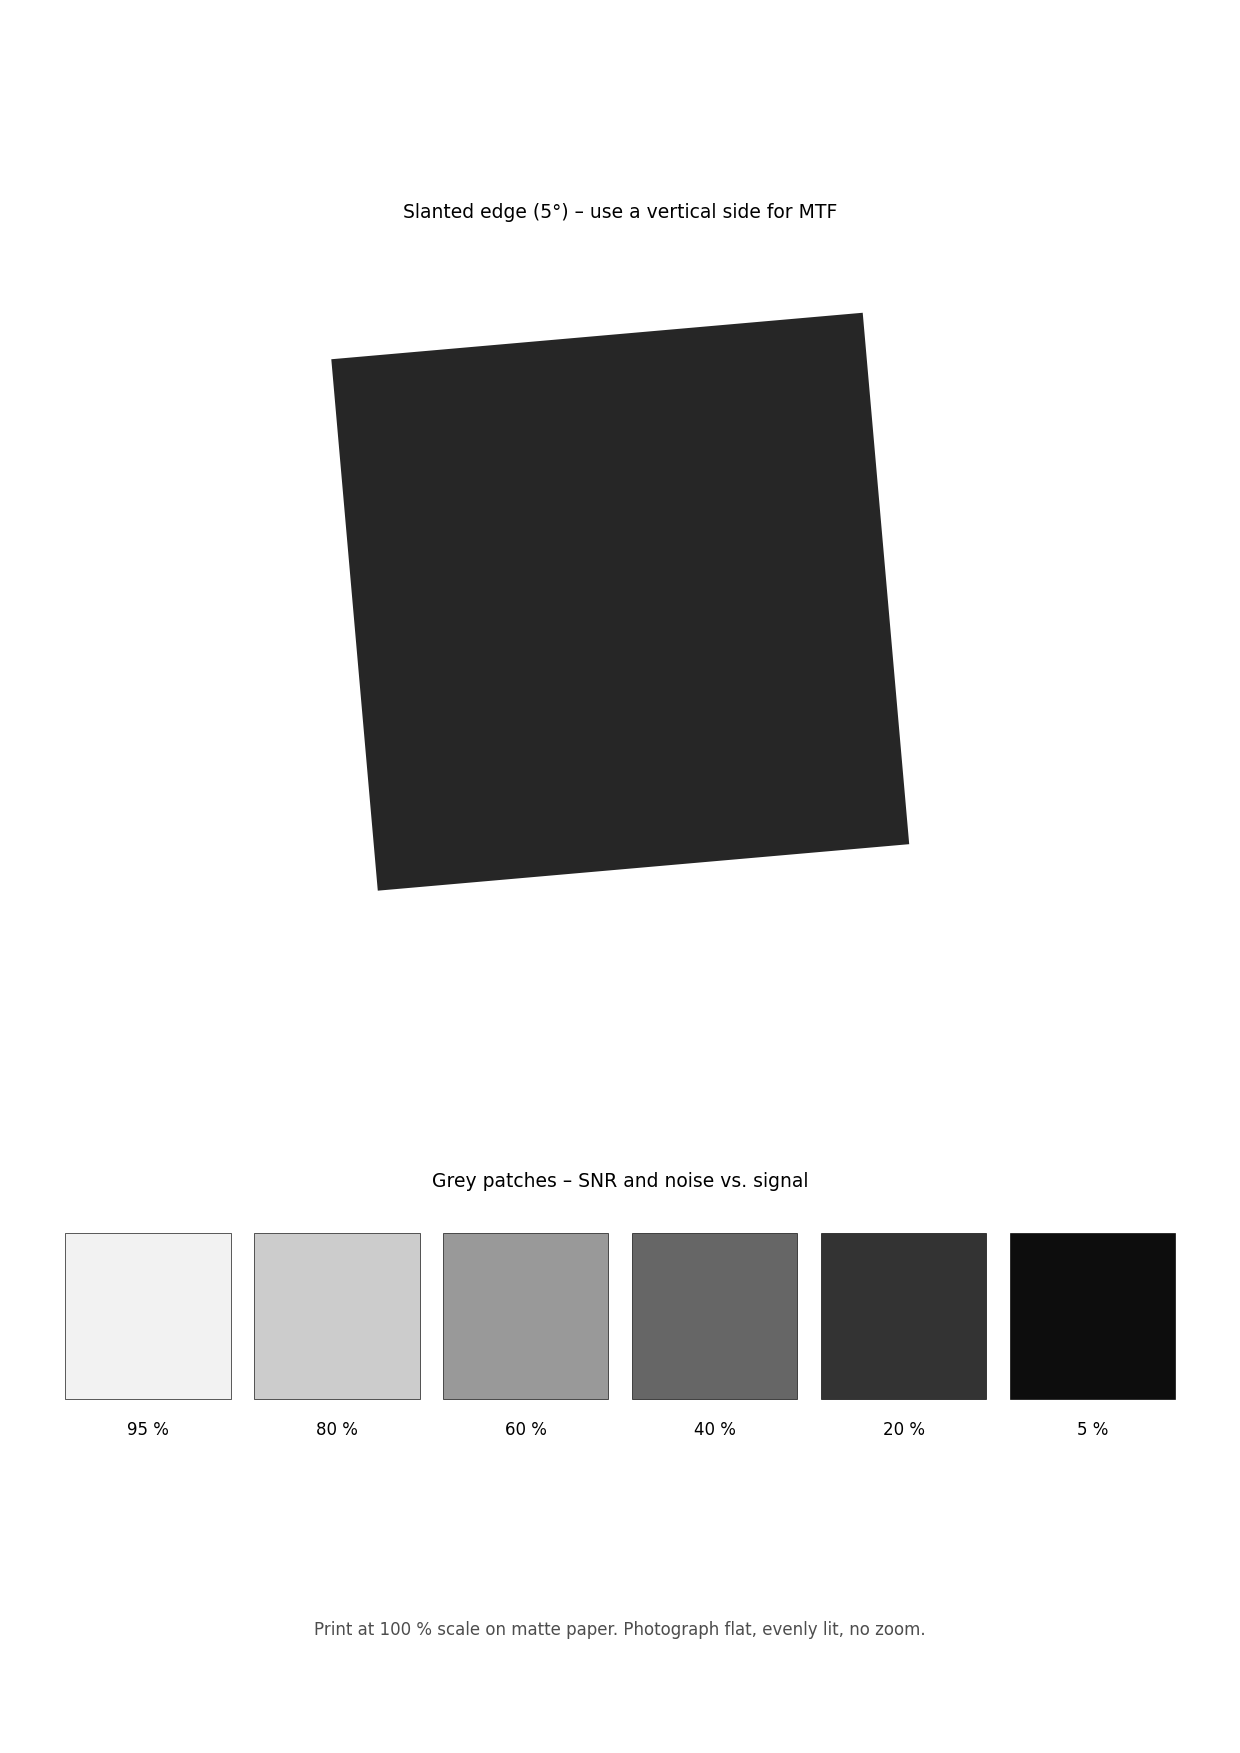 Slanted edge (5°) – use a vertical side for MTF
Grey patches – SNR and noise vs. signal
95 % 80 % 60 % 40 % 20 % 5 %
Print at 100 % scale on matte paper. Photograph flat, evenly lit, no zoom.